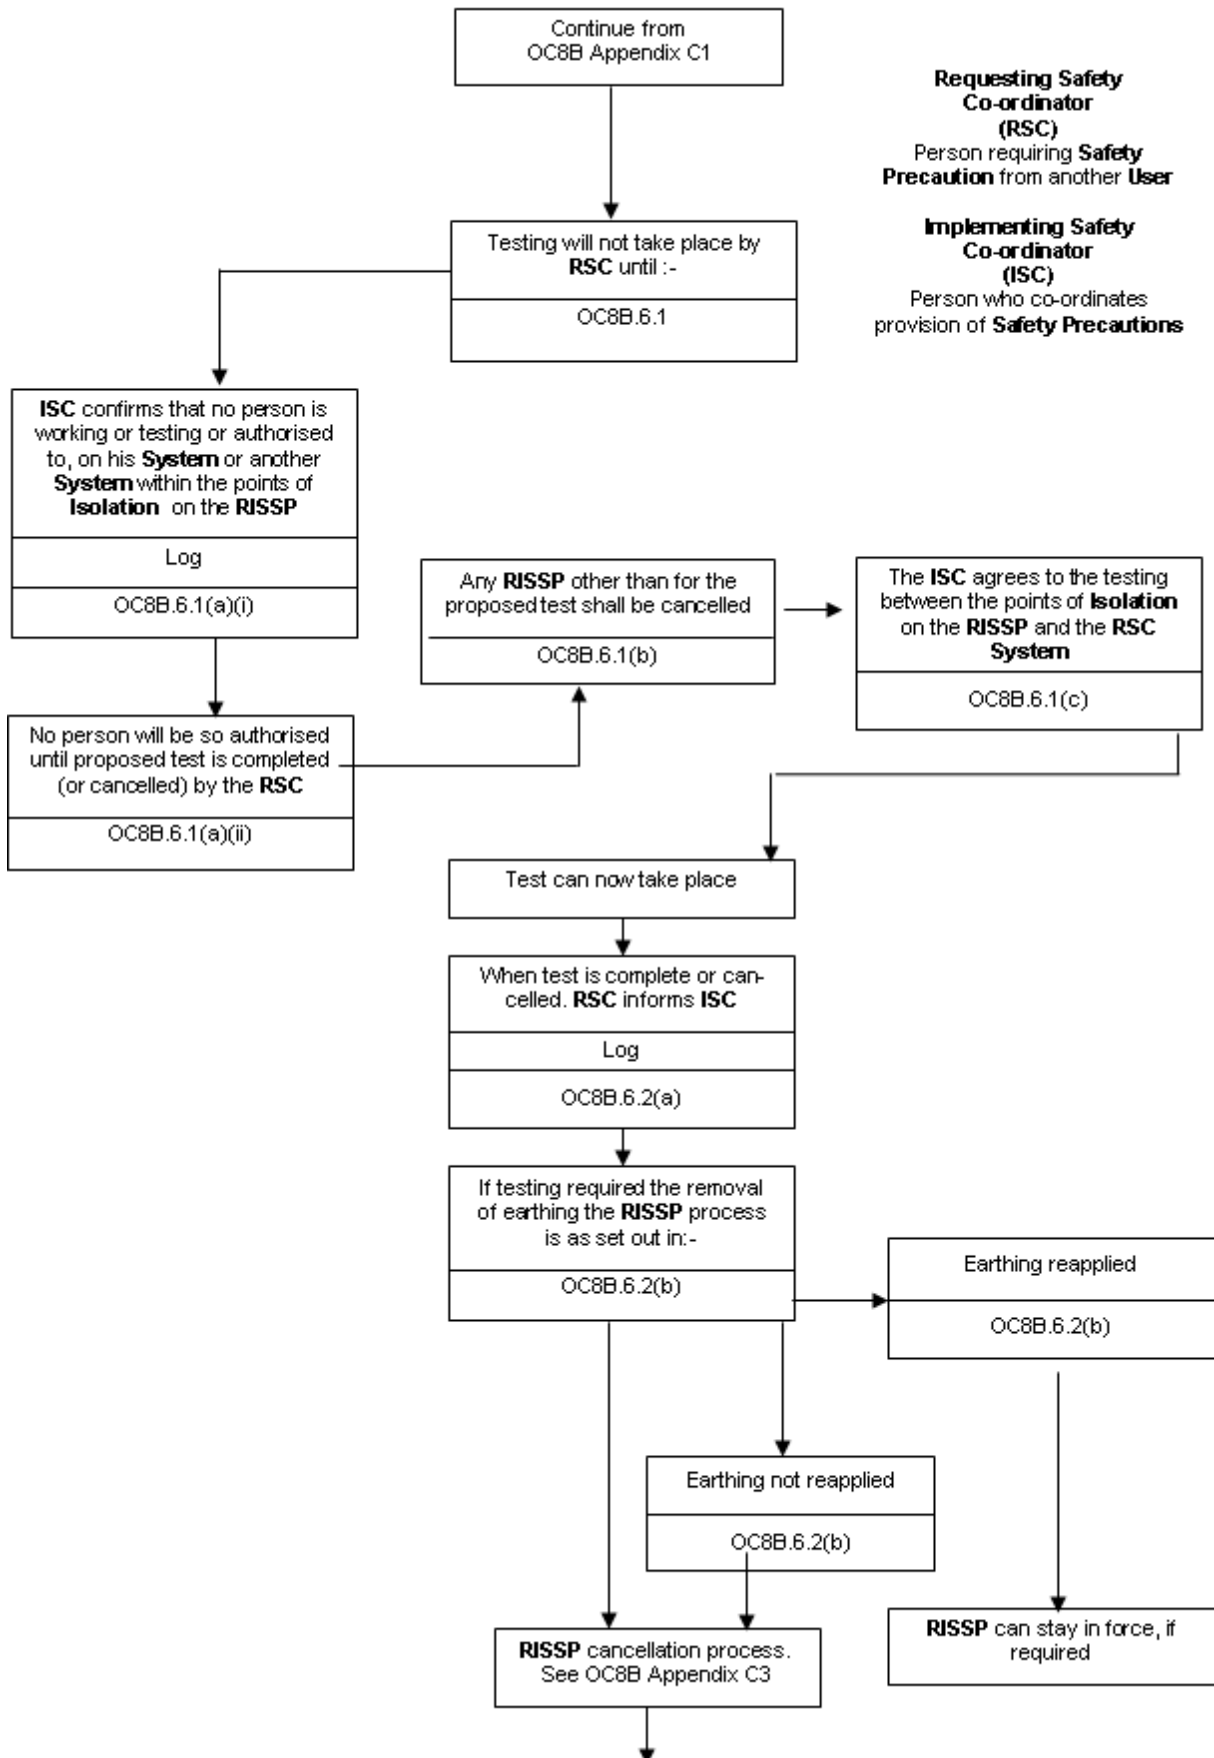 Continue from
OC8B Appendix C1
Requesting Safety
Co-ordinator
(RSC)
Person requiring Safety
Precaution from another User
Implementing Safety
Co-ordinator
(ISC)
Person who co-ordinates
provision of Safety Precautions
Testing will not take place by
RSC until :-
OC8B.6.1
ISC confirms that no person is
working or testing or authorised
to, on his System or another
System within the points of
Isolation on the RISSP
Log
OC8B.6.1(a)(i)
No person will be so authorised
until proposed test is completed
(or cancelled) by the RSC
OC8B.6.1(a)(ii)
Any RISSP other than for the
proposed test shall be cancelled
OC8B.6.1(b)
The ISC agrees to the testing
between the points of Isolation
on the RISSP and the RSC
System
OC8B.6.1(c)
Test can now take place
When test is complete or can-
celled. RSC informs ISC
Log
OC8B.6.2(a)
If testing required the removal
of earthing the RISSP process
is as set out in:-
OC8B.6.2(b)
Earthing reapplied
OC8B.6.2(b)
Earthing not reapplied
OC8B.6.2(b)
RISSP cancellation process.
See OC8B Appendix C3
RISSP can stay in force, if
required